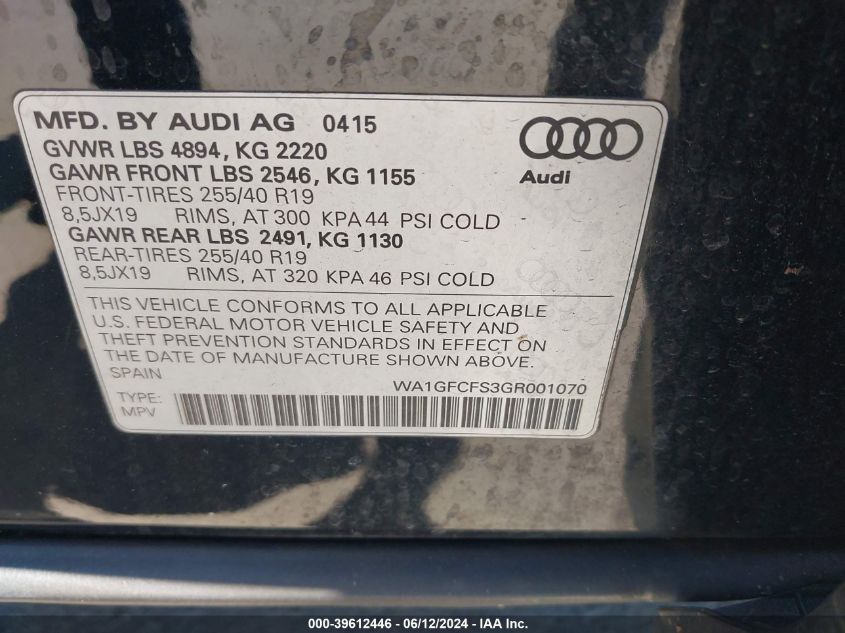 MFD. BY AUDI AG 0415
GVWR LBS 4894, KG 2220
GAWR FRONT LBS 2546, KG 1155
FRONT-TIRES 255/40 R19
8,5JX19 RIMS, AT 300 KPA 44 PSI COLD
GAWR REAR LBS 2491, KG 1130
REAR-TIRES 255/40 R19
8,5JX19 RIMS, AT 320 KPA 46 PSI COLD
Audi
THIS VEHICLE CONFORMS TO ALL APPLICABLE
U.S. FEDERAL MOTOR VEHICLE SAFETY AND
THEFT PREVENTION STANDARDS IN EFFECT ON
THE DATE OF MANUFACTURE SHOWN ABOVE.
SPAIN
WA1GFCFS3GR001070
TYPE:
MPV
000-39612446 - 06/12/2024 - IAA Inc.